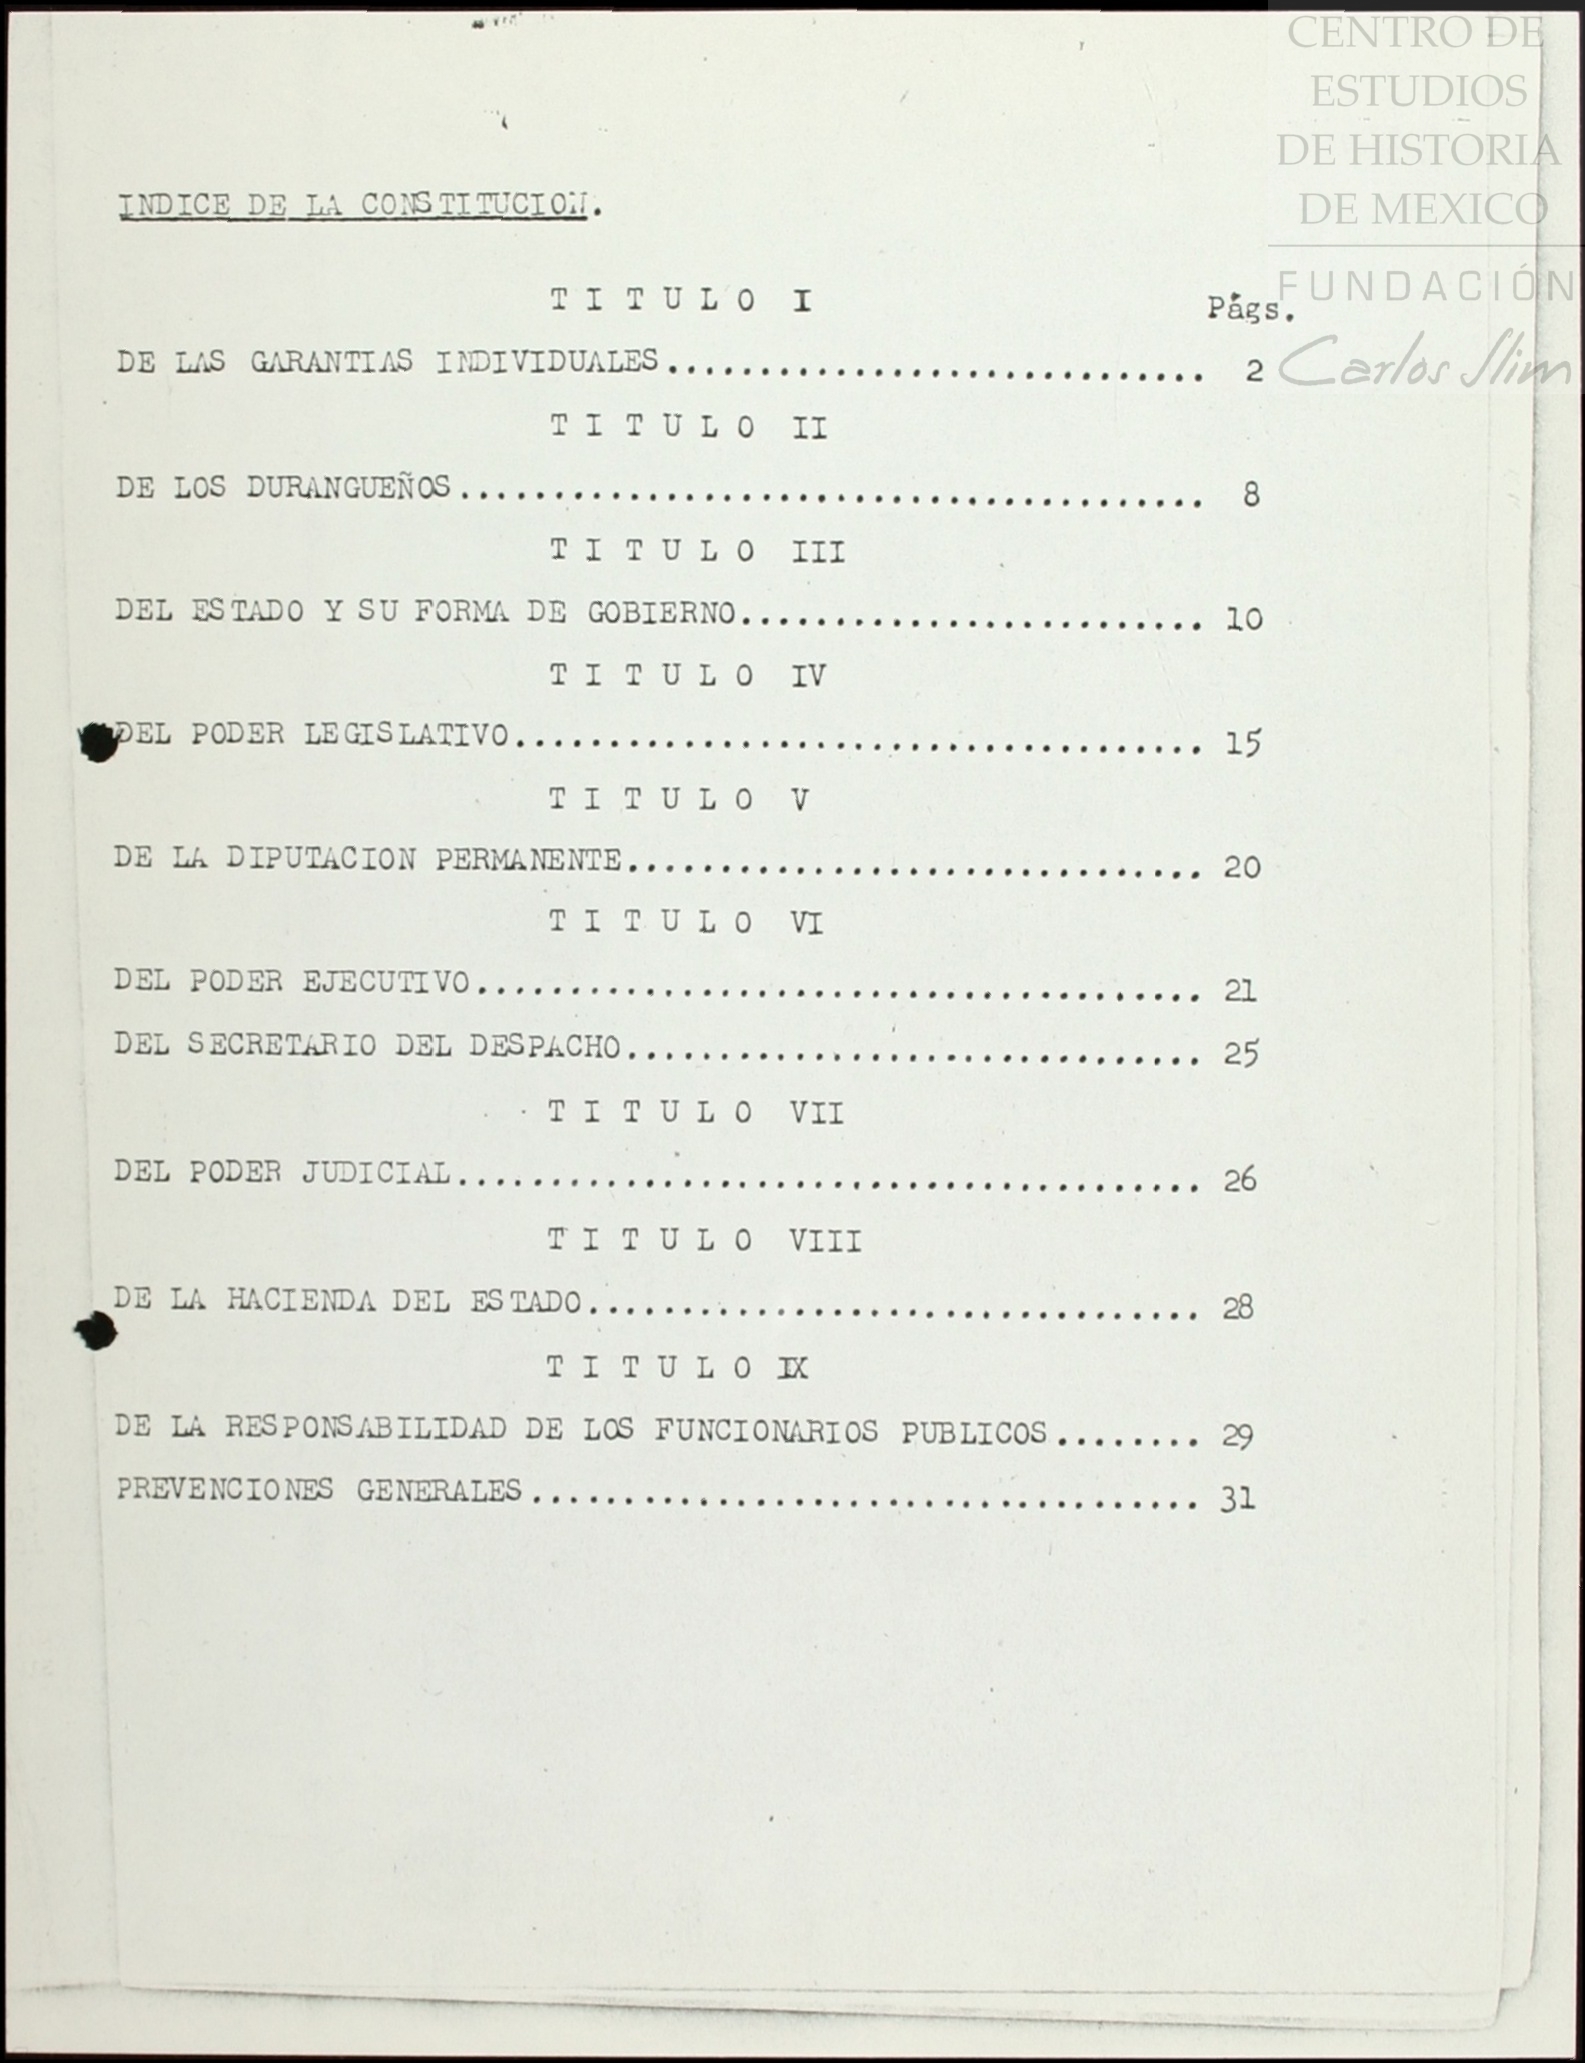 CENTRO DE
ESTUDIOS
DE HISTORIA
DE MEXICO
FUNDACIÓN
Carlos Slim
INDICE DE LA CONSTITUCION.
T I T U L O I
Págs.
DE LAS GARANTIAS INDIVIDUALES............................. 2
T I T U L O II
DE LOS DURANGUEÑOS........................................ 8
T I T U L O III
DEL ESTADO Y SU FORMA DE GOBIERNO......................... 10
T I T U L O IV
DEL PODER LEGISLATIVO..................................... 15
T I T U L O V
DE LA DIPUTACION PERMANENTE............................... 20
T I T U L O VI
DEL PODER EJECUTIVO....................................... 21
DEL SECRETARIO DEL DESPACHO............................... 25
T I T U L O VII
DEL PODER JUDICIAL........................................ 26
T I T U L O VIII
DE LA HACIENDA DEL ESTADO................................. 28
T I T U L O IX
DE LA RESPONSABILIDAD DE LOS FUNCIONARIOS PUBLICOS........ 29
PREVENCIONES GENERALES.................................... 31